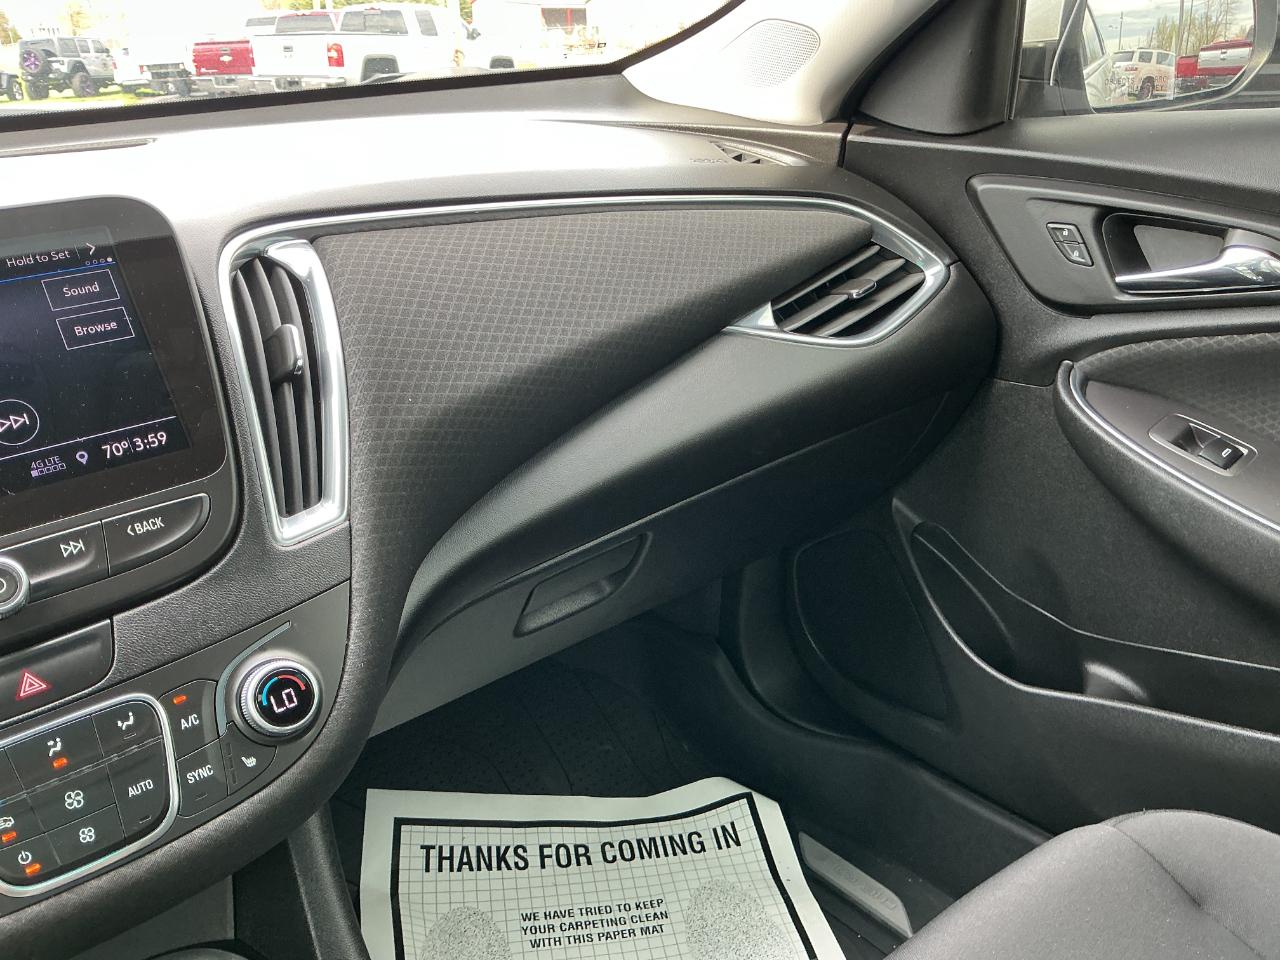 Hold to Set
Sound
Browse
4G LTE
70° 3:59
BACK
A/C
LO
SYNC
AUTO
THANKS FOR COMING IN
WE HAVE TRIED TO KEEP
YOUR CARPETING CLEAN
WITH THIS PAPER MAT